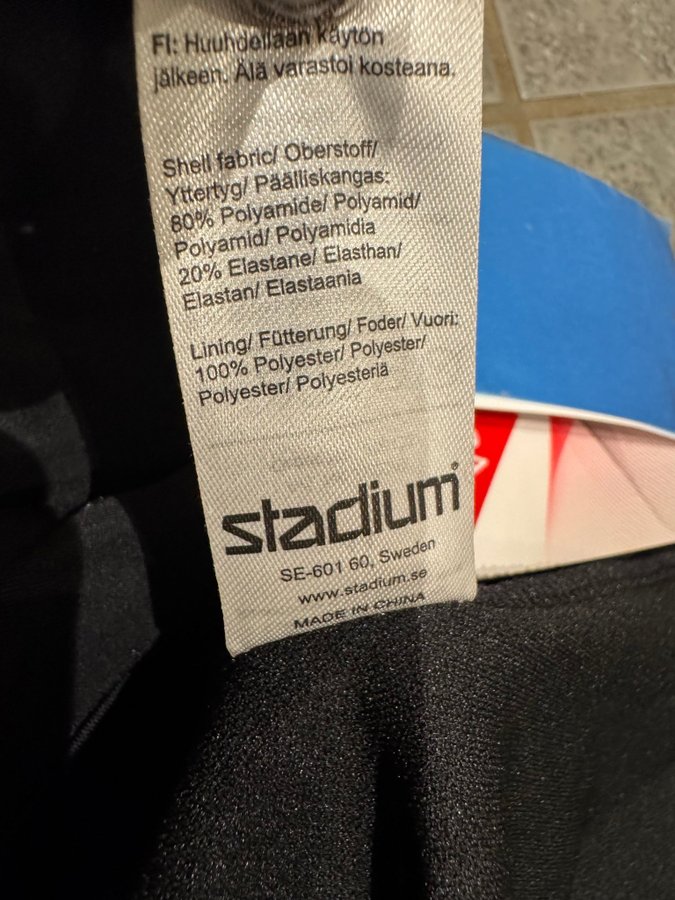 FI: Huuhdellaan käytön
jälkeen. Älä varastoi kosteana.
Shell fabric/ Oberstoff/
Yttertyg/ Päälliskangas:
80% Polyamide/ Polyamid/
Polyamid/ Polyamidia
20% Elastane/ Elasthan/
Elastan/ Elastaania
Lining/ Fütterung/ Foder/ Vuori:
100% Polyester/ Polyester/
Polyester/ Polyesteriä
stadium
SE-601 60, Sweden
www.stadium.se
MADE IN CHINA